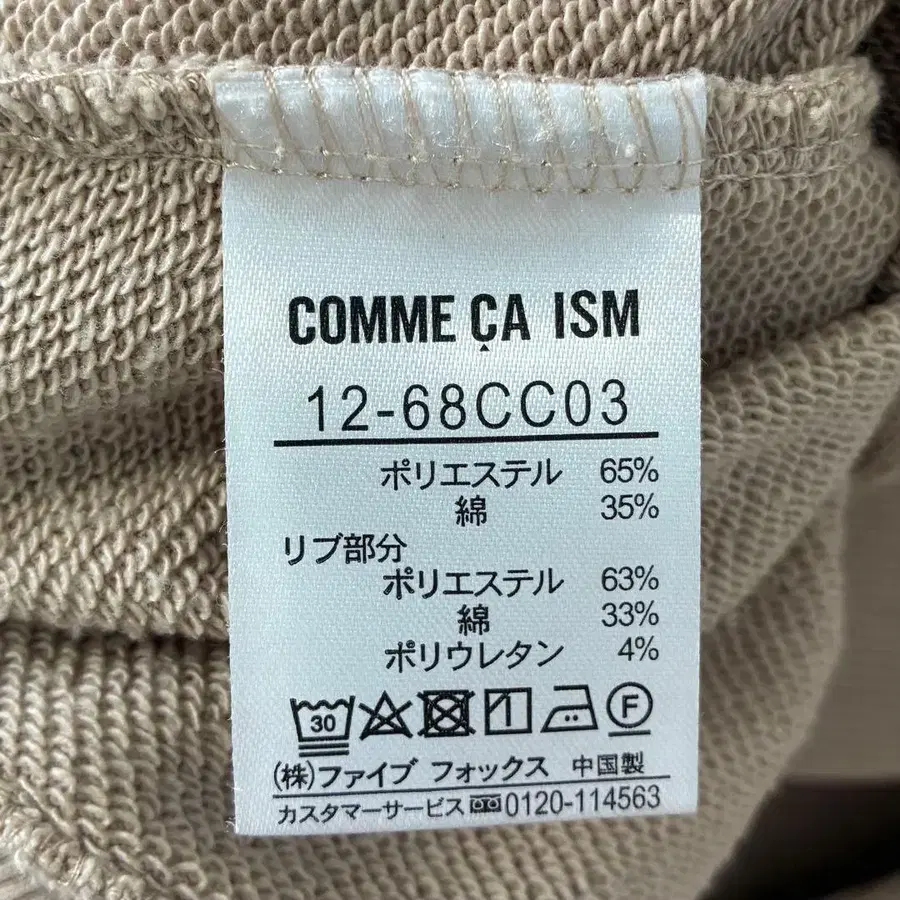 COMME ÇA ISM
12-68CC03
ポリエステル 65%
綿 35%
リブ部分
ポリエステル 63%
綿 33%
ポリウレタン 4%
30 F
(株)ファイブ フォックス 中国製
カスタマーサービス 0120-114563